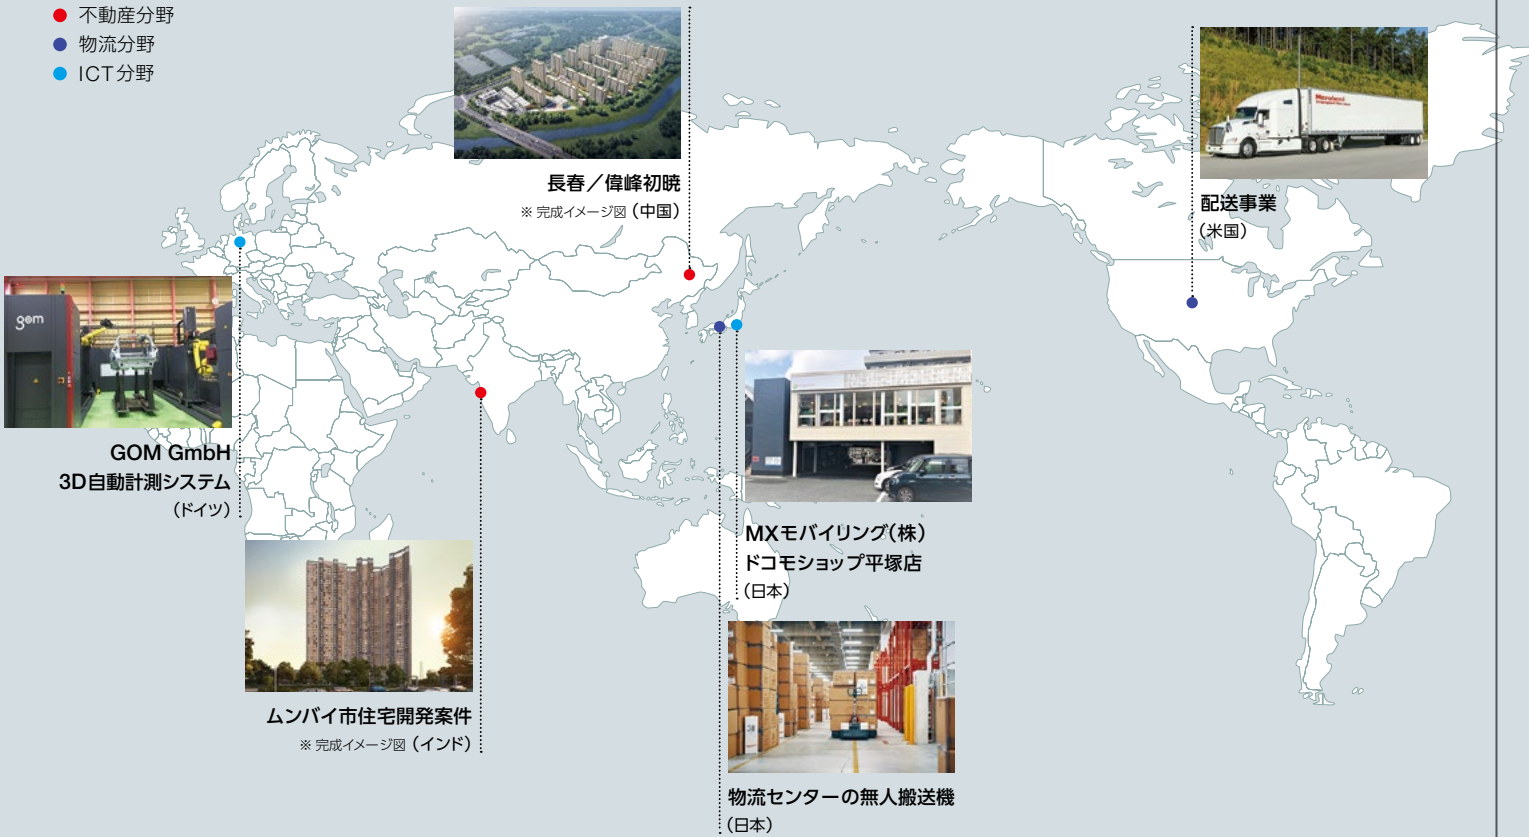 不動産分野
物流分野
ICT分野
長春／偉峰初暁
※ 完成イメージ図（中国）
配送事業
（米国）
gom
GOM GmbH
3D自動計測システム
（ドイツ）
MXモバイリング（株）
ドコモショップ平塚店
（日本）
ムンバイ市住宅開発案件
※ 完成イメージ図（インド）
物流センターの無人搬送機
（日本）